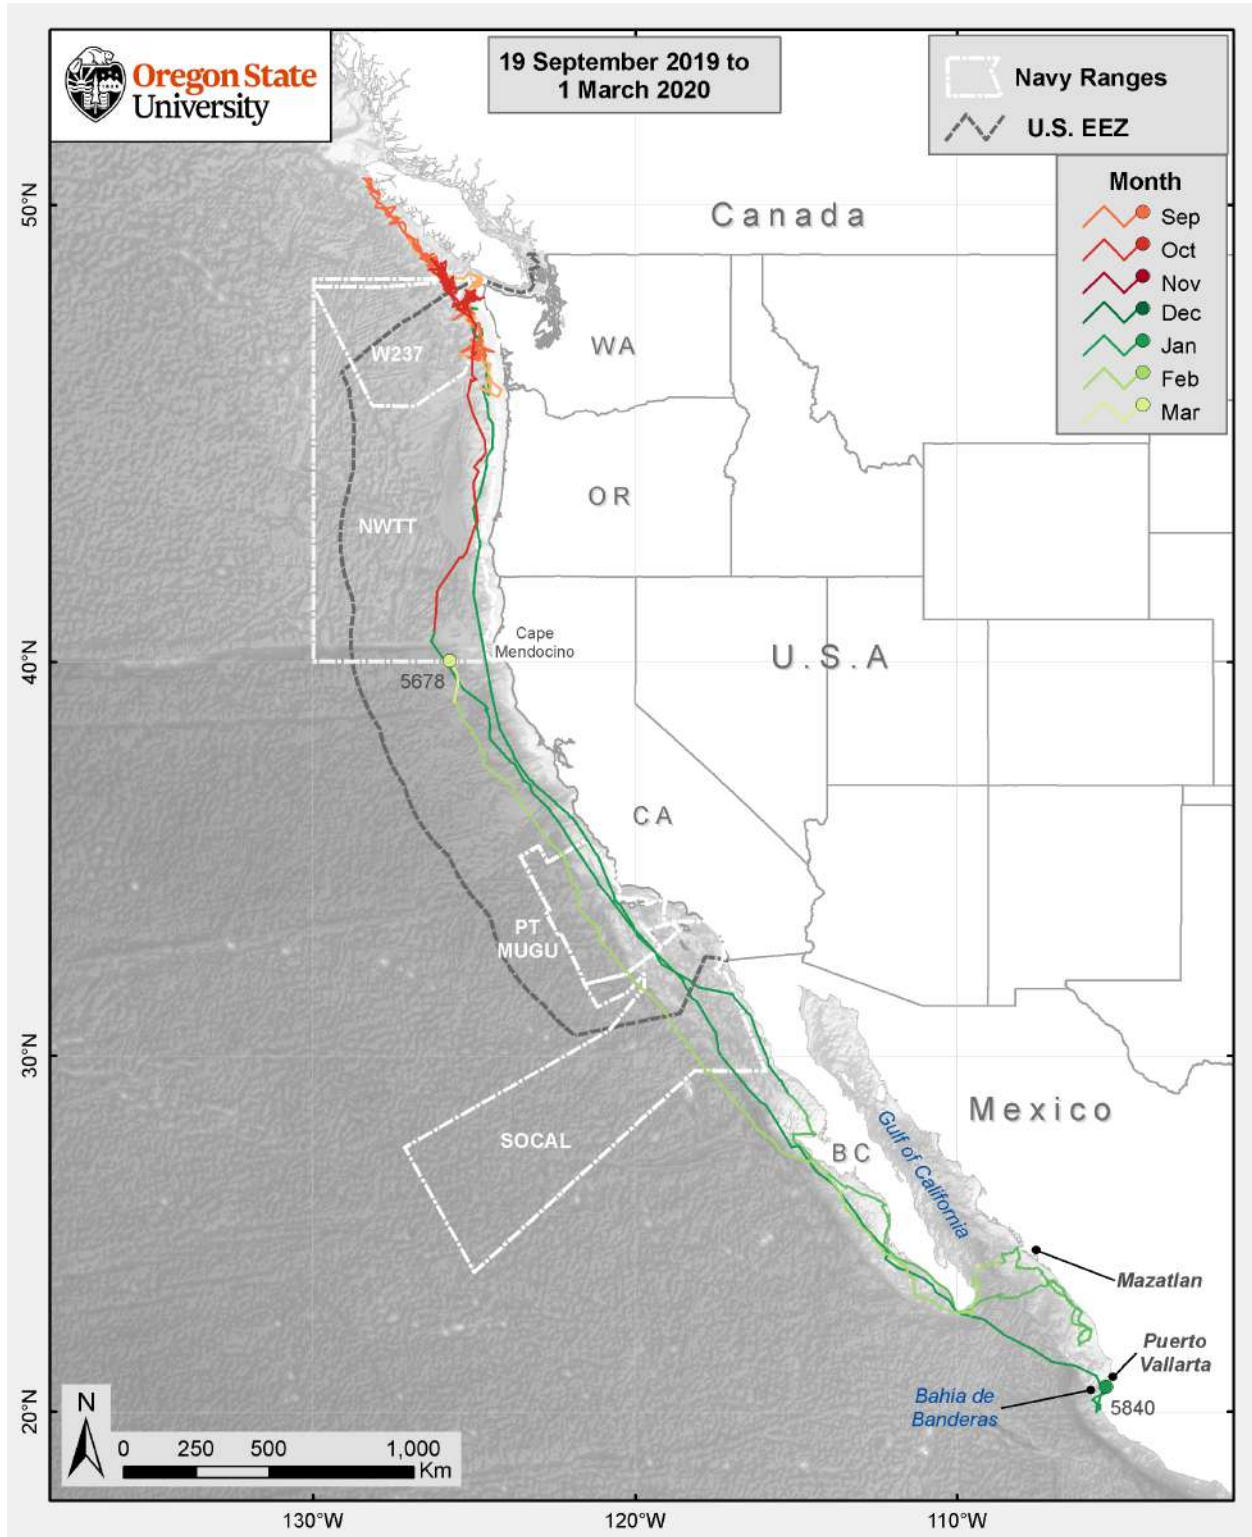 Oregon State
University
19 September 2019 to
1 March 2020
Navy Ranges
U.S. EEZ
Month
Sep
Oct
Nov
Dec
Jan
Feb
Mar
50°N
40°N
30°N
20°N
Canada
WA
W237
OR
NWTT
Cape
Mendocino
U.S.A
5678
CA
PT
MUGU
SOCAL
Mexico
BC
Gulf of California
Mazatlan
Puerto
Vallarta
Bahia de
Banderas
5840
N
0 250 500 1,000
Km
130°W 120°W 110°W